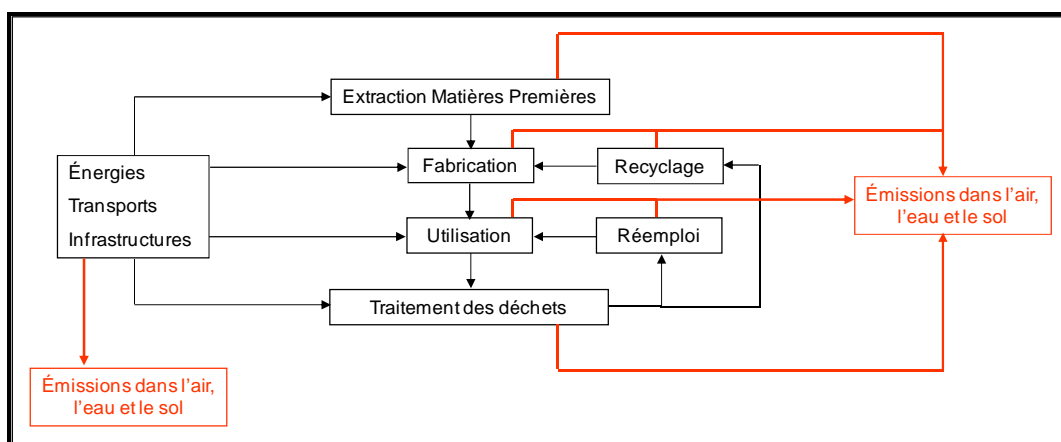 Extraction Matières Premières
Énergies
Transports
Infrastructures
Fabrication
Recyclage
Utilisation
Réemploi
Traitement des déchets
Émissions dans l'air,
l'eau et le sol
Émissions dans l'air,
l'eau et le sol